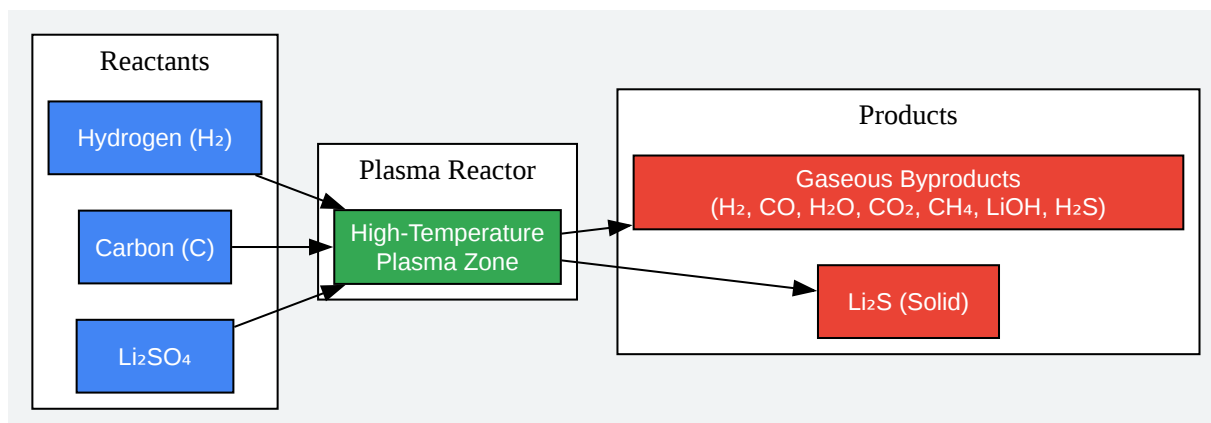 Reactants
Hydrogen (H₂)
Carbon (C)
Li₂SO₄
Plasma Reactor
High-Temperature
Plasma Zone
Products
Gaseous Byproducts
(H₂, CO, H₂O, CO₂, CH₄, LiOH, H₂S)
Li₂S (Solid)